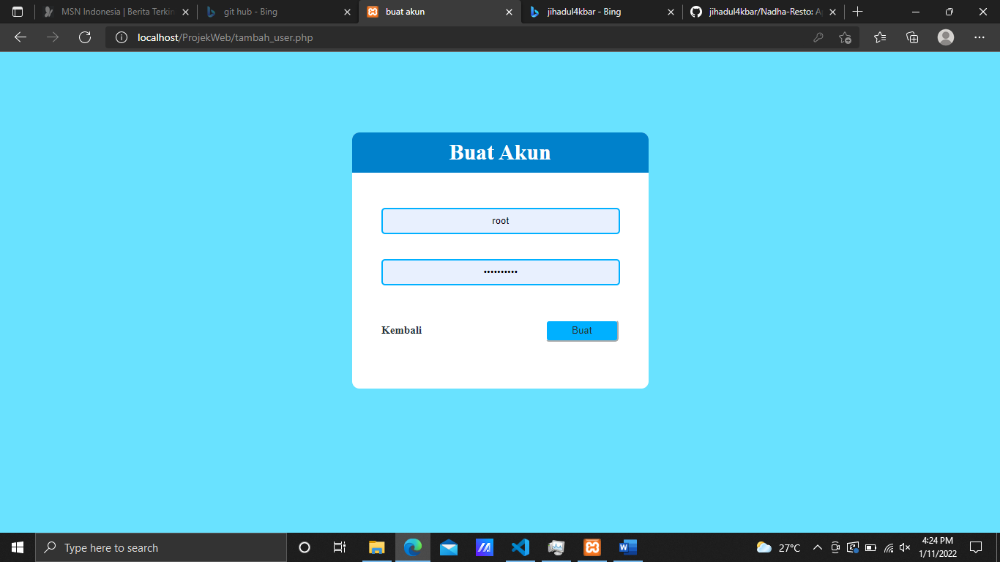 MSN Indonesia | Berita Terkin
git hub - Bing
buat akun
jihadul4kbar - Bing
jihadul4kbar/Nadha-Resto: A
localhost/ProjekWeb/tambah_user.php
Buat Akun
root
••••••••••
Kembali
Buat
Type here to search
27°C
4:24 PM
1/11/2022